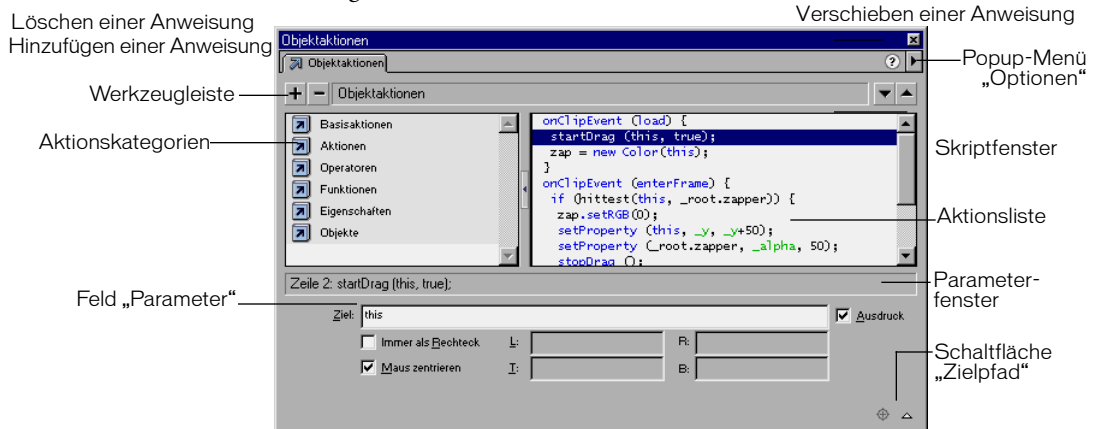 Löschen einer Anweisung
Verschieben einer Anweisung
Hinzufügen einer Anweisung
Objektaktionen
Objektaktionen
?
Popup-Menü
„Optionen“
Werkzeugleiste
Objektaktionen
Aktionskategorien
Basisaktionen
Aktionen
Operatoren
Funktionen
Eigenschaften
Objekte
onClipEvent (load) {
startDrag (this, true);
zap = new Color(this);
}
onClipEvent (enterFrame) {
if (hittest(this, _root.zapper)) {
zap.setRGB(0);
setProperty (this, _y, _y+50);
setProperty (_root.zapper, _alpha, 50);
stopDrag ();
Skriptfenster
Aktionsliste
Zeile 2: startDrag (this, true);
Parameter-
fenster
Feld „Parameter“
Ziel: this
Ausdruck
Immer als Rechteck L: R:
Maus zentrieren T: B:
Schaltfläche
„Zielpfad“